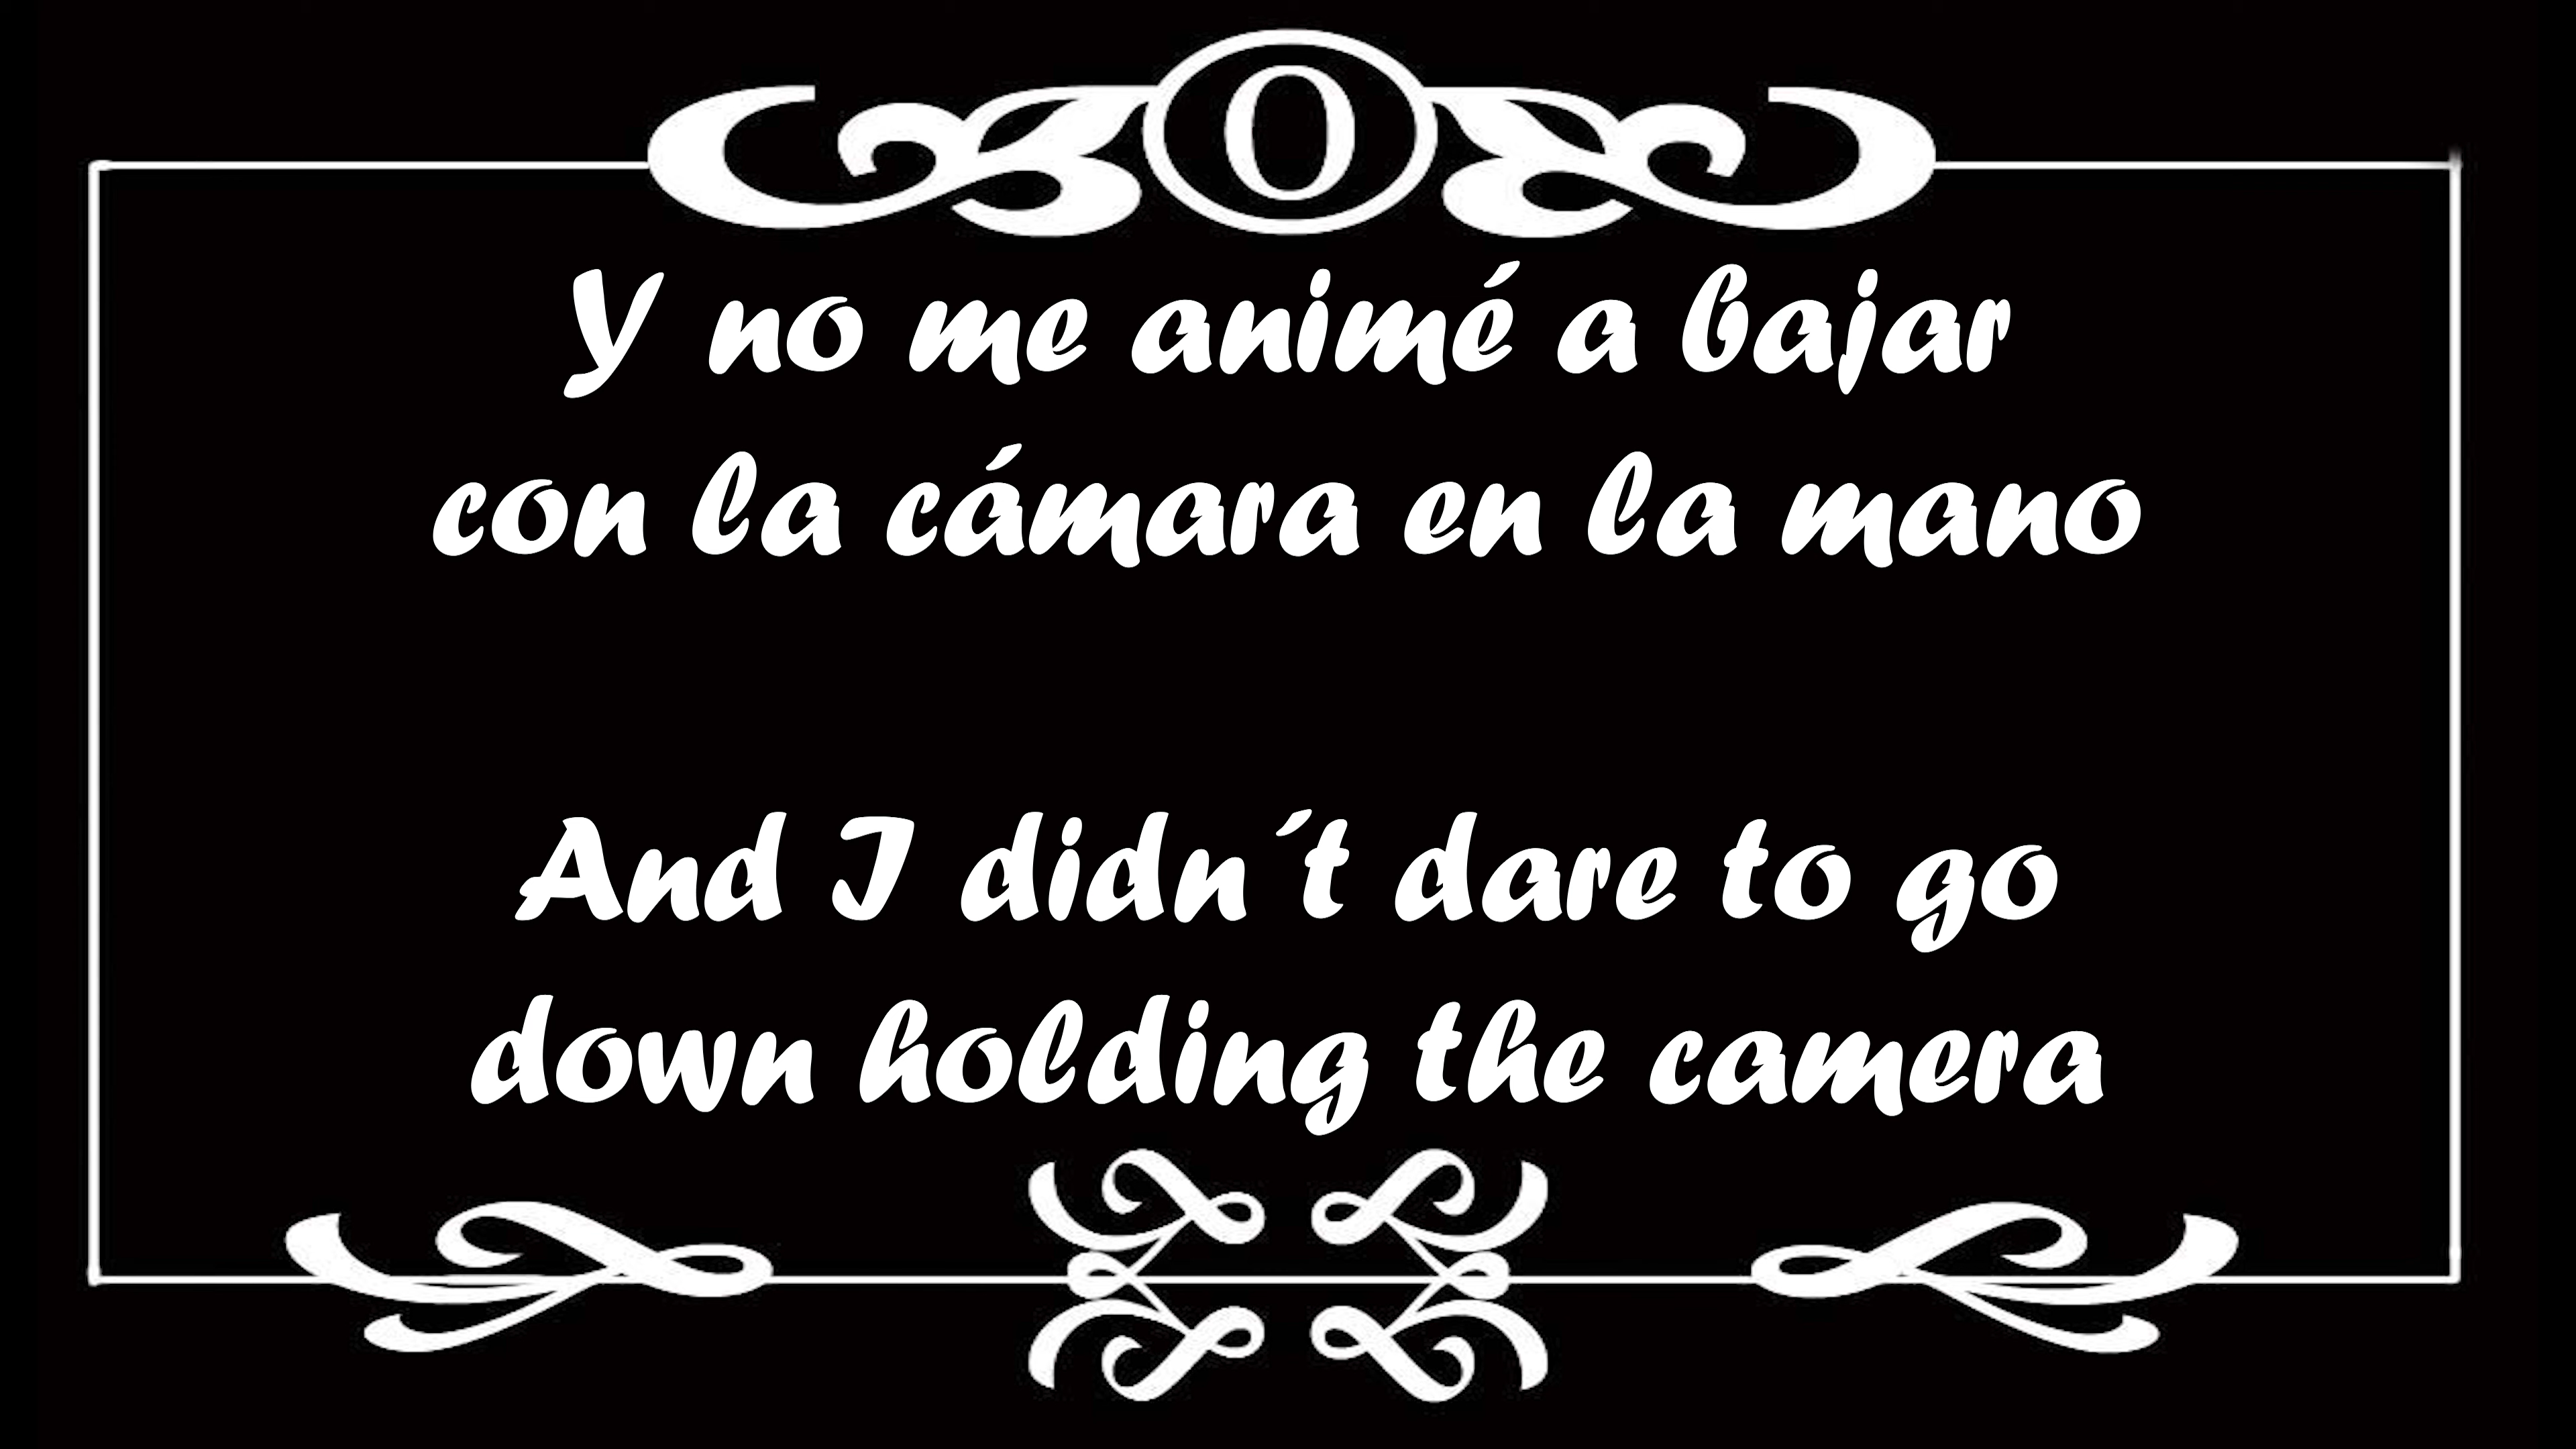 O
Y no me animé a bajar
con la cámara en la mano
And I didn´t dare to go
down holding the camera